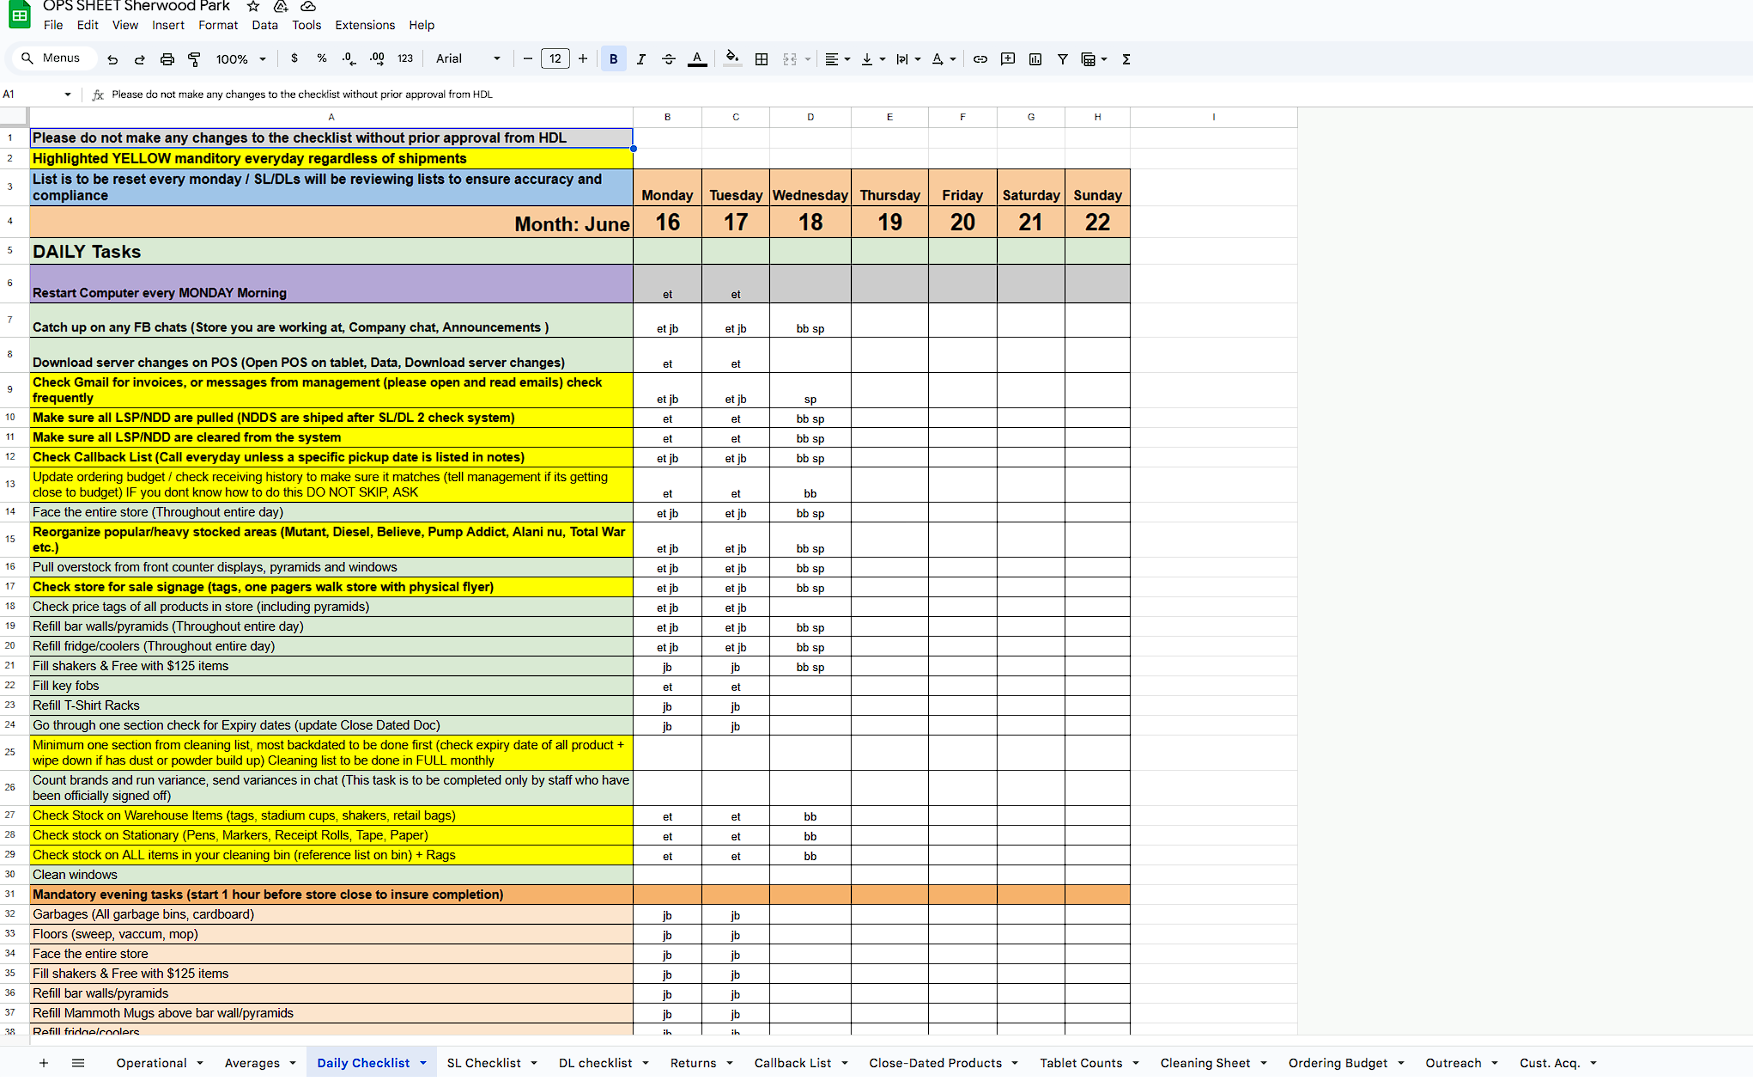 OPS SHEET Sherwood Park
File Edit View Insert Format Data Tools Extensions Help
Menus 100% $ % .0 .00 123 Arial − 12 + B I A Σ
A1 fx Please do not make any changes to the checklist without prior approval from HDL
A B C D E F G H I
1 Please do not make any changes to the checklist without prior approval from HDL
2 Highlighted YELLOW manditory everyday regardless of shipments
3 List is to be reset every monday / SL/DLs will be reviewing lists to ensure accuracy and
compliance Monday Tuesday Wednesday Thursday Friday Saturday Sunday
4 Month: June 16 17 18 19 20 21 22
5 DAILY Tasks
6 Restart Computer every MONDAY Morning et et
7 Catch up on any FB chats (Store you are working at, Company chat, Announcements ) et jb et jb bb sp
8 Download server changes on POS (Open POS on tablet, Data, Download server changes) et et
9 Check Gmail for invoices, or messages from management (please open and read emails) check
frequently et jb et jb sp
10 Make sure all LSP/NDD are pulled (NDDS are shiped after SL/DL 2 check system) et et bb sp
11 Make sure all LSP/NDD are cleared from the system et et bb sp
12 Check Callback List (Call everyday unless a specific pickup date is listed in notes) et jb et jb bb sp
13 Update ordering budget / check receiving history to make sure it matches (tell management if its getting
close to budget) IF you dont know how to do this DO NOT SKIP, ASK et et bb
14 Face the entire store (Throughout entire day) et jb et jb bb sp
15 Reorganize popular/heavy stocked areas (Mutant, Diesel, Believe, Pump Addict, Alani nu, Total War
etc.) et jb et jb bb sp
16 Pull overstock from front counter displays, pyramids and windows et jb et jb bb sp
17 Check store for sale signage (tags, one pagers walk store with physical flyer) et jb et jb bb sp
18 Check price tags of all products in store (including pyramids) et jb et jb
19 Refill bar walls/pyramids (Throughout entire day) et jb et jb bb sp
20 Refill fridge/coolers (Throughout entire day) et jb et jb bb sp
21 Fill shakers & Free with $125 items jb jb bb sp
22 Fill key fobs et et
23 Refill T-Shirt Racks jb jb
24 Go through one section check for Expiry dates (update Close Dated Doc) jb jb
25 Minimum one section from cleaning list, most backdated to be done first (check expiry date of all product +
wipe down if has dust or powder build up) Cleaning list to be done in FULL monthly
26 Count brands and run variance, send variances in chat (This task is to be completed only by staff who have
been officially signed off)
27 Check Stock on Warehouse Items (tags, stadium cups, shakers, retail bags) et et bb
28 Check stock on Stationary (Pens, Markers, Receipt Rolls, Tape, Paper) et et bb
29 Check stock on ALL items in your cleaning bin (reference list on bin) + Rags et et bb
30 Clean windows
31 Mandatory evening tasks (start 1 hour before store close to insure completion)
32 Garbages (All garbage bins, cardboard) jb jb
33 Floors (sweep, vaccum, mop) jb jb
34 Face the entire store jb jb
35 Fill shakers & Free with $125 items jb jb
36 Refill bar walls/pyramids jb jb
37 Refill Mammoth Mugs above bar wall/pyramids jb jb
38 Refill fridge/coolers jb jb
+ Operational Averages Daily Checklist SL Checklist DL checklist Returns Callback List Close-Dated Products Tablet Counts Cleaning Sheet Ordering Budget Outreach Cust. Acq.